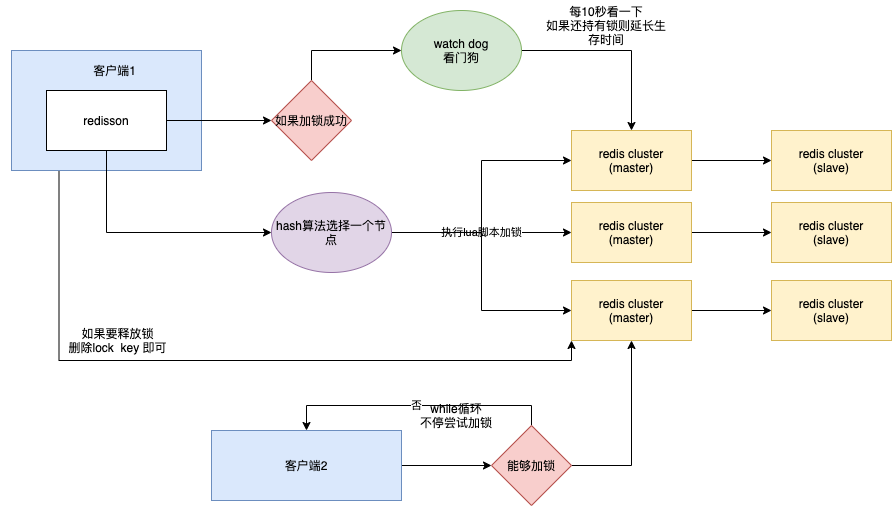 每10秒看一下
如果还持有锁则延长生
存时间
watch dog
看门狗
客户端1
redisson
如果加锁成功
redis cluster
(master)
redis cluster
(slave)
hash算法选择一个节
点
执行lua脚本加锁
redis cluster
(master)
redis cluster
(slave)
redis cluster
(master)
redis cluster
(slave)
如果要释放锁
删除lock key 即可
否
while循环
不停尝试加锁
客户端2
能够加锁